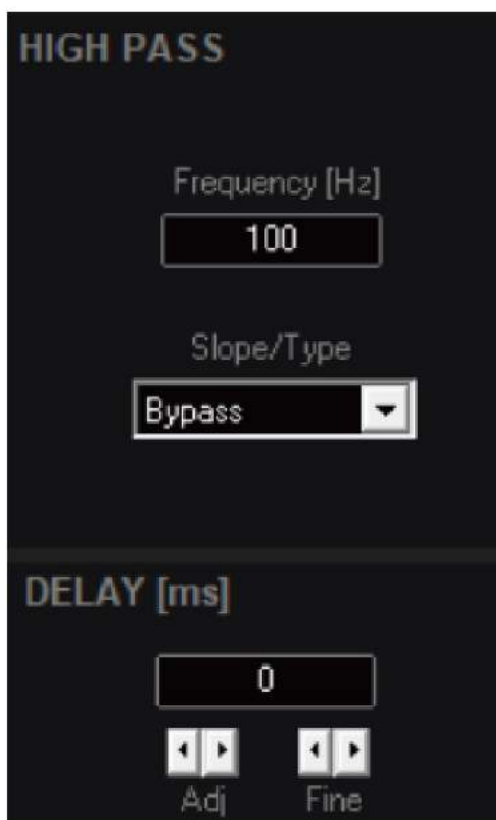 HIGH PASS
Frequency [Hz]
100
Slope/Type
Bypass
DELAY [ms]
0
Adj Fine